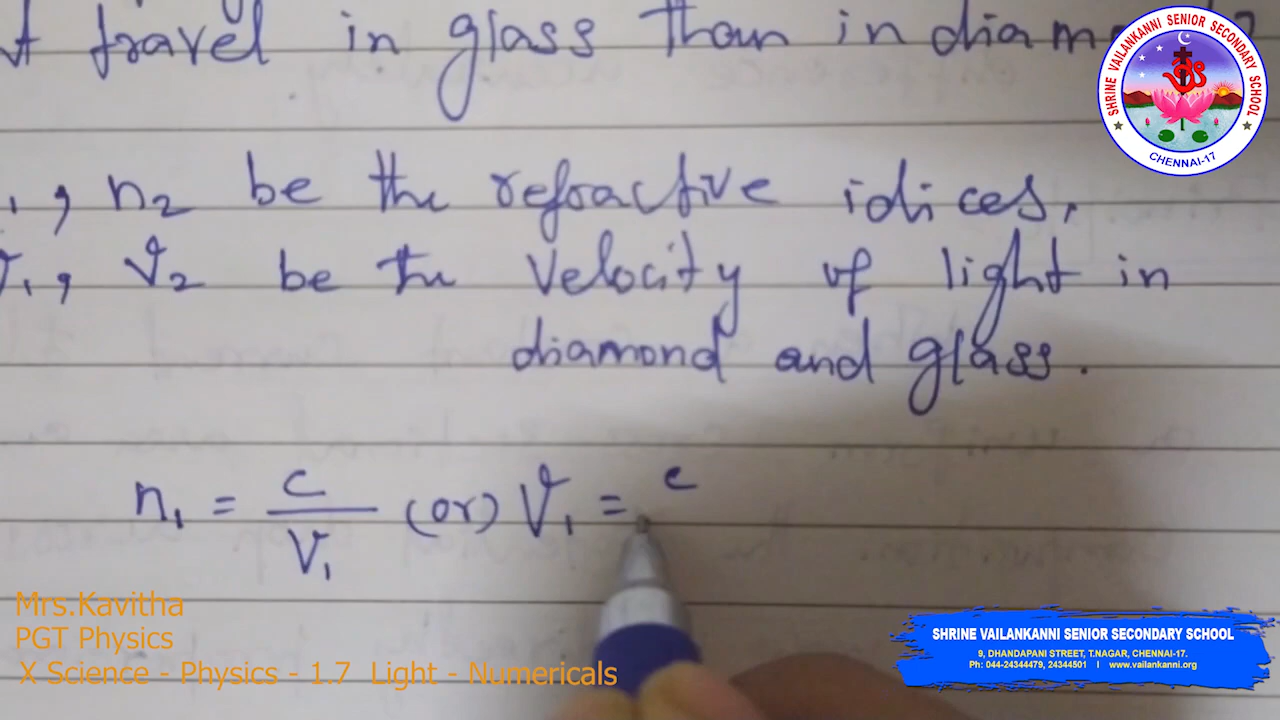 travel in glass than in
, n2 be the refractive idices,
, V2 be the Velocity of light in
diamond and glass.
n1 = c/V1 (or) V1 = c
SHRINE VAILANKANNI SENIOR SECONDARY SCHOOL
CHENNAI-17
Mrs.Kavitha
PGT Physics
X Science - Physics - 1.7 Light - Numericals
SHRINE VAILANKANNI SENIOR SECONDARY SCHOOL
9, DHANDAPANI STREET, T.NAGAR, CHENNAI-17.
Ph: 044-24344479, 24344501 I www.vailankanni.org